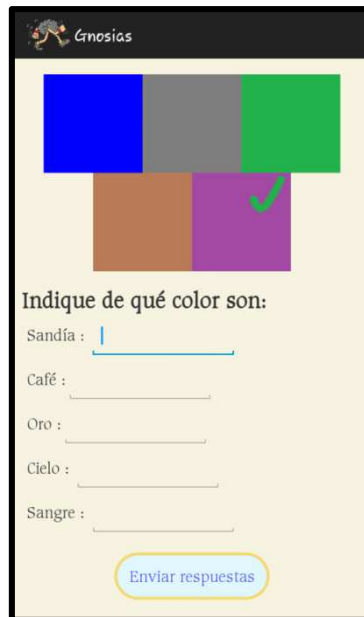 Gnosias
Indique de qué color son:
Sandía :
Café :
Oro :
Cielo :
Sangre :
Enviar respuestas